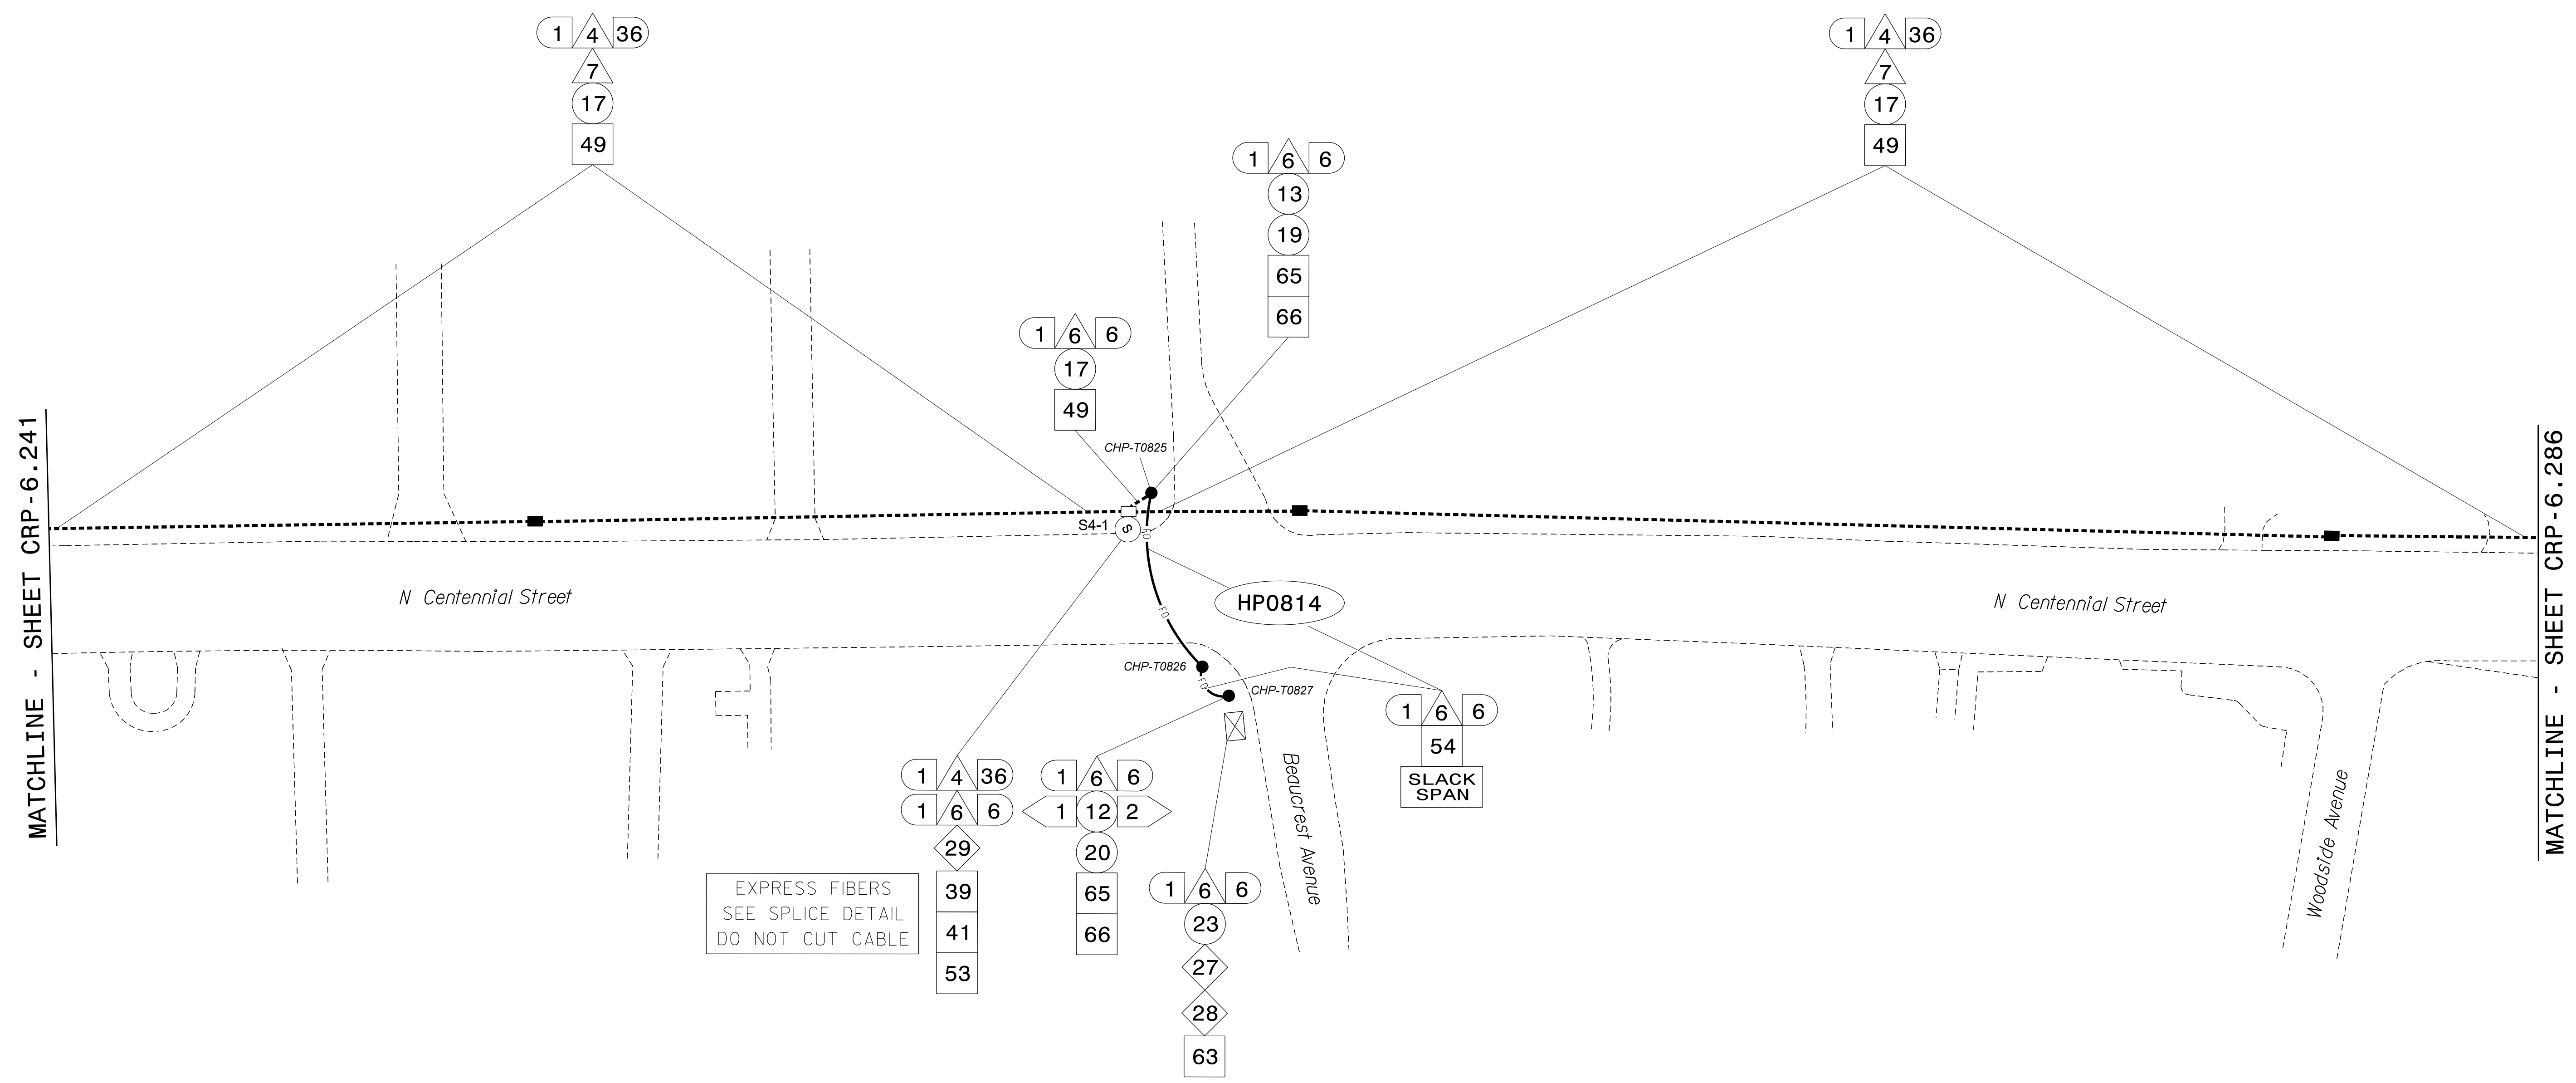 1 4 36
7
17
49
1 4 36
7
17
49
1 6 6
13
19
65
66
1 6 6
17
49
CHP-T0825
MATCHLINE - SHEET CRP-6.241
MATCHLINE - SHEET CRP-6.286
S4-1
S
FO
N Centennial Street
HP0814
N Centennial Street
FO
CHP-T0826
FO
CHP-T0827
1 6 6
54
SLACK
SPAN
Beaucrest Avenue
Woodside Avenue
1 4 36
1 6 6
29
39
41
53
EXPRESS FIBERS
SEE SPLICE DETAIL
DO NOT CUT CABLE
1 6 6
1 12 2
20
65
66
1 6 6
23
27
28
63